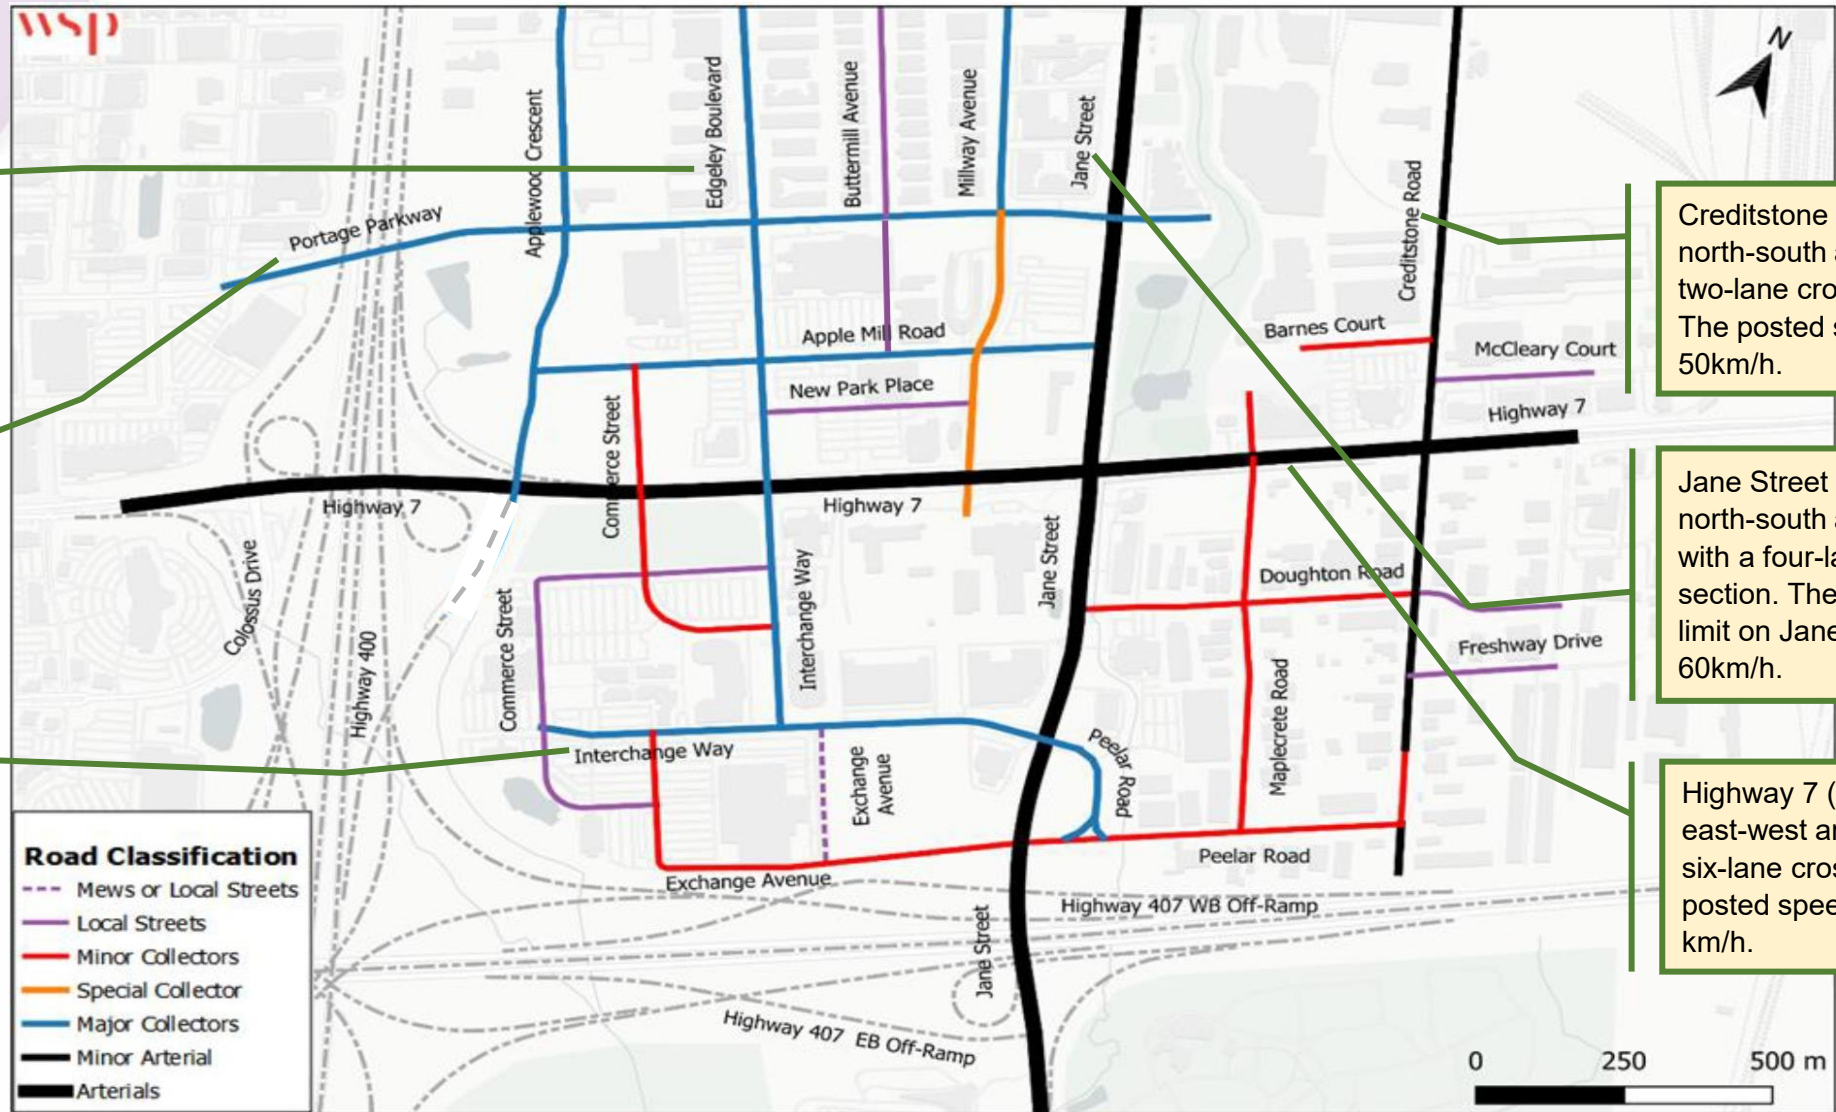 wsp
N
Applewood Crescent
Edgeley Boulevard
Buttermill Avenue
Millway Avenue
Jane Street
Creditstone Road
Portage Parkway
Apple Mill Road
New Park Place
Barnes Court
McCleary Court
Highway 7
Commerce Street
Highway 7
Highway 7
Colossus Drive
Highway 400
Commerce Street
Interchange Way
Jane Street
Doughton Road
Freshway Drive
Maplecrete Road
Interchange Way
Exchange
Avenue
Peelar Road
Peelar Road
Exchange Avenue
Highway 407 WB Off-Ramp
Jane Street
Highway 407 EB Off-Ramp
Creditstone
north-south
two-lane
The posted
50km/h.
Jane Street
north-south
with a
section. The
limit on Jane
60km/h.
Highway 7
east-west
six-lane
posted
km/h.
Road Classification
Mews or Local Streets
Local Streets
Minor Collectors
Special Collector
Major Collectors
Minor Arterial
Arterials
0 250 500 m